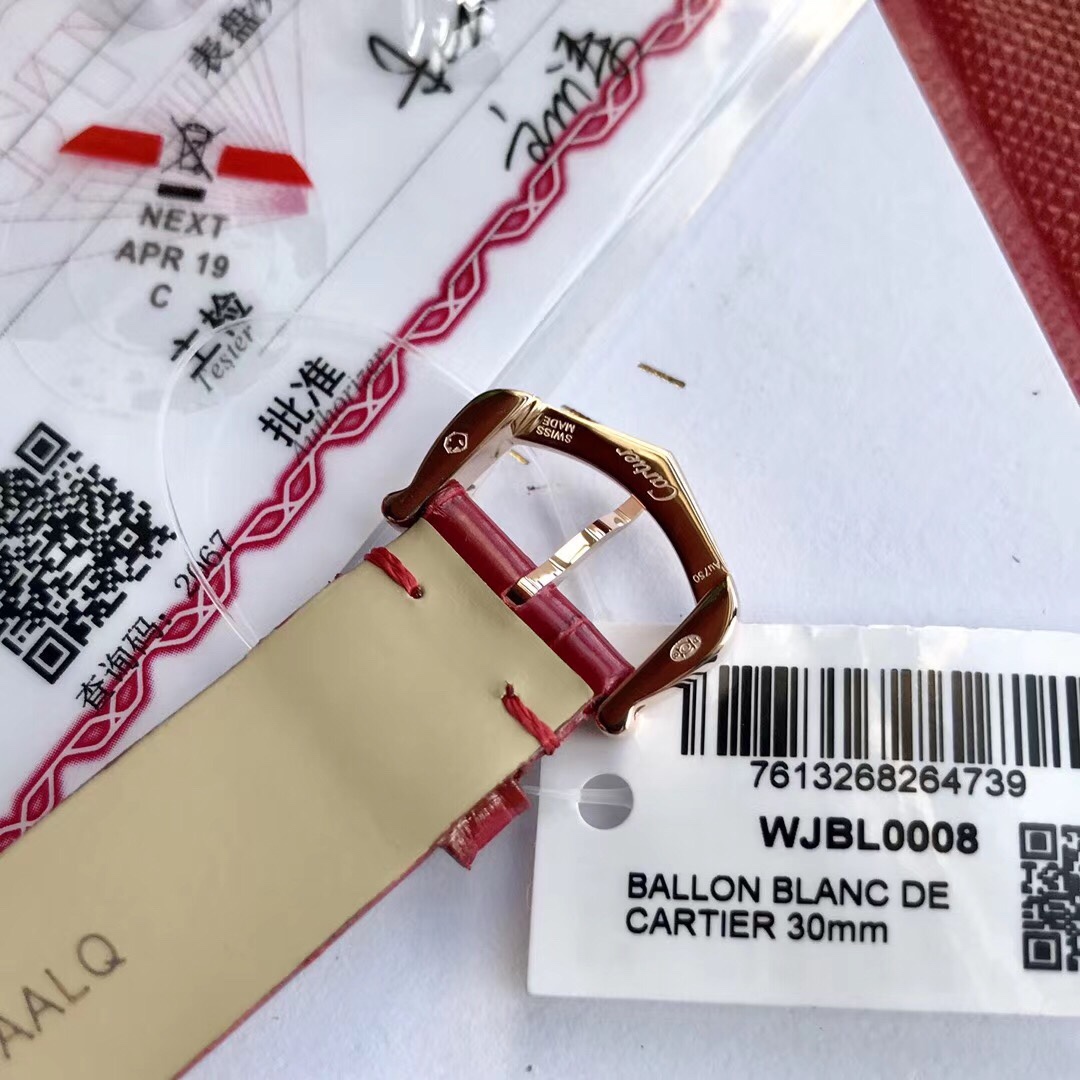 表盘
NEXT
APR 19
C
主检
Tester
批准
Authorizer
查询码: 2067
SWISS
MADE
Cartier
Au750
AALQ
7613268264739
WJBL0008
BALLON BLANC DE
CARTIER 30mm